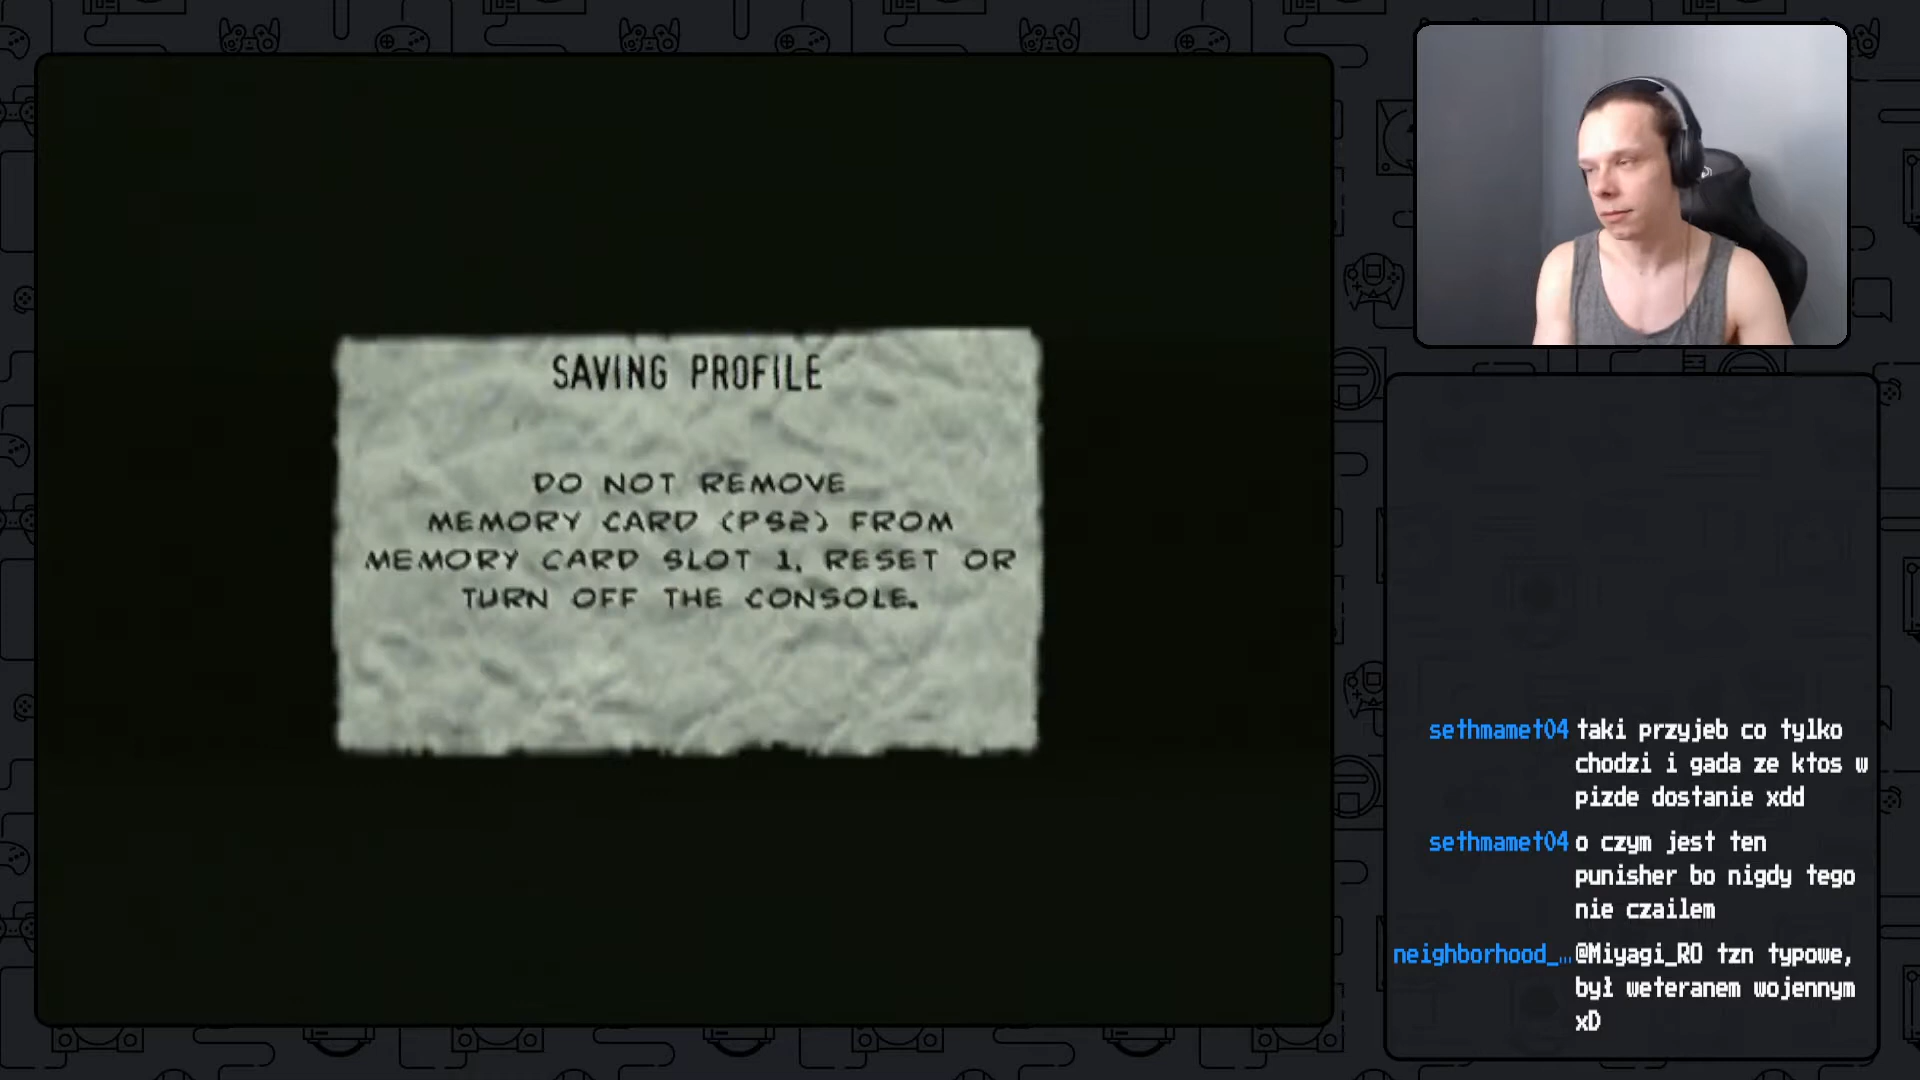 SAVING PROFILE
DO NOT REMOVE
MEMORY CARD (PS2) FROM
MEMORY CARD SLOT 1, RESET OR
TURN OFF THE CONSOLE.
sethmamet04 taki przyjeb co tylko
chodzi i gada ze ktos w
pizde dostanie xdd
sethmamet04 o czym jest ten
punisher bo nigdy tego
nie czailem
neighborhood_… @Miyagi_RO tzn typowe,
był weteranem wojennym
xD